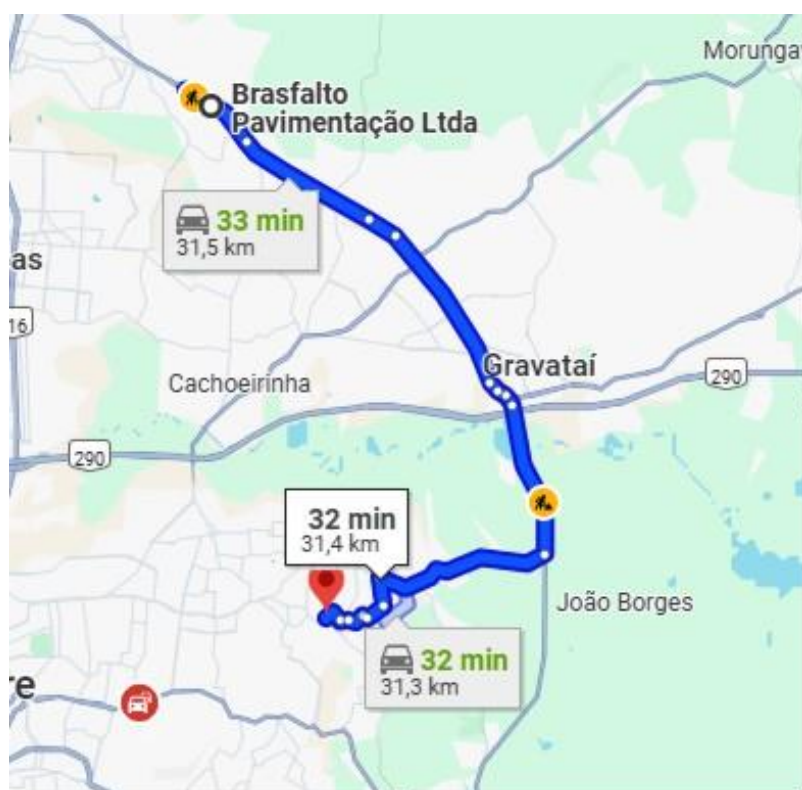 Morunga
Brasfalto
Pavimentação Ltda
33 min
31,5 km
as
16
Gravataí
290
Cachoeirinha
290
32 min
31,4 km
João Borges
32 min
31,3 km
re